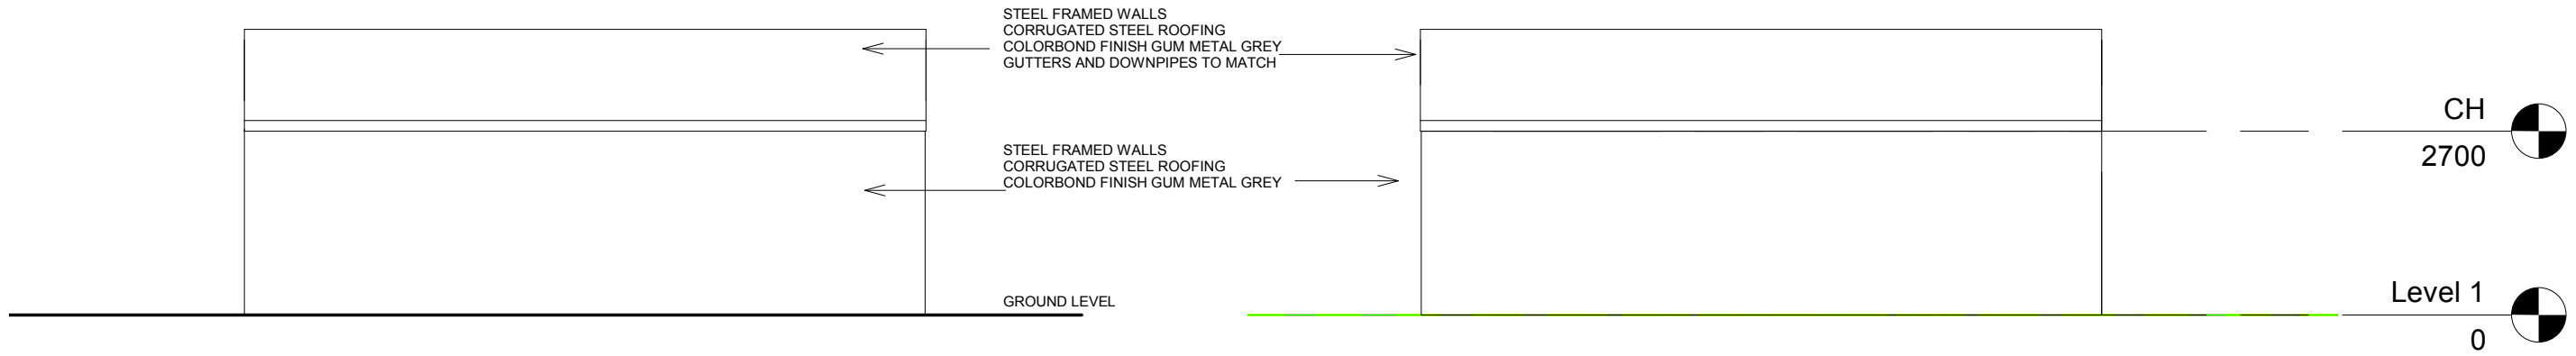 STEEL FRAMED WALLS
CORRUGATED STEEL ROOFING
COLORBOND FINISH GUM METAL GREY
GUTTERS AND DOWNPIPES TO MATCH
CH
2700
STEEL FRAMED WALLS
CORRUGATED STEEL ROOFING
COLORBOND FINISH GUM METAL GREY
GROUND LEVEL
Level 1
0